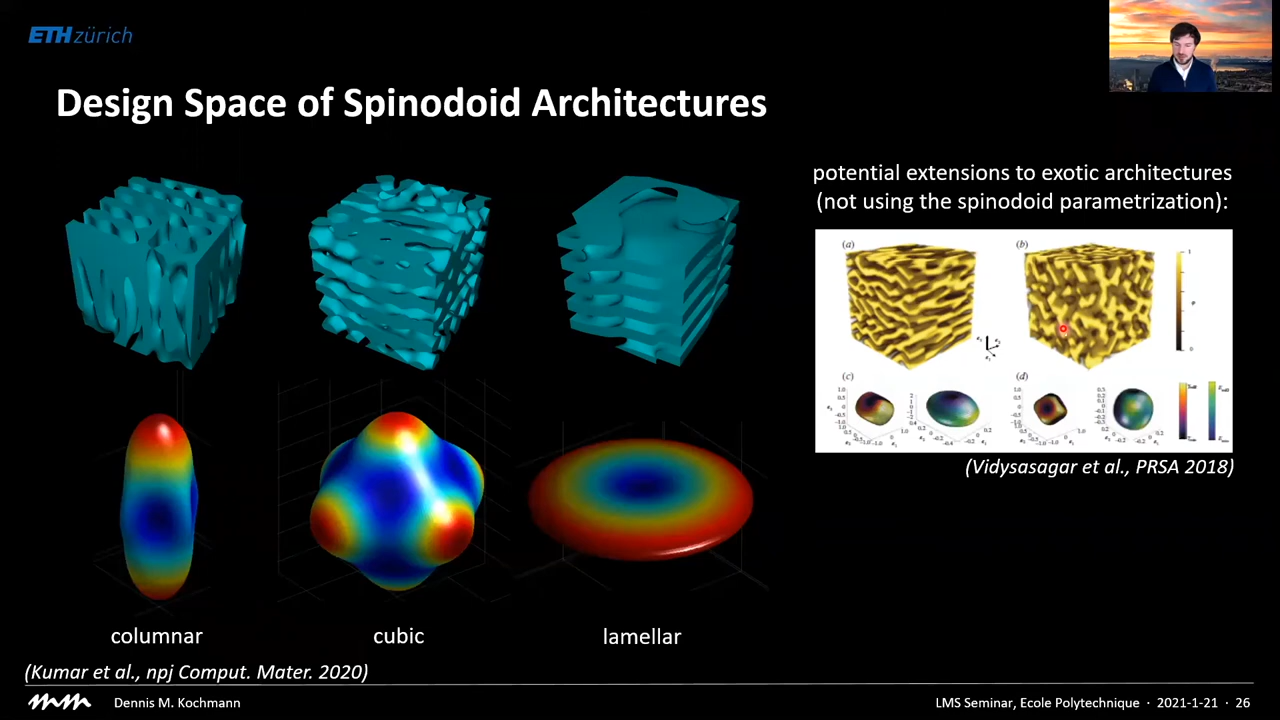 ETH zürich
Design Space of Spinodoid Architectures
potential extensions to exotic architectures
(not using the spinodoid parametrization):
(a)
(b)
1
φ
0
(c)
(d)
(Vidysasagar et al., PRSA 2018)
columnar
cubic
lamellar
(Kumar et al., npj Comput. Mater. 2020)
Dennis M. Kochmann
LMS Seminar, Ecole Polytechnique · 2021-1-21 · 26